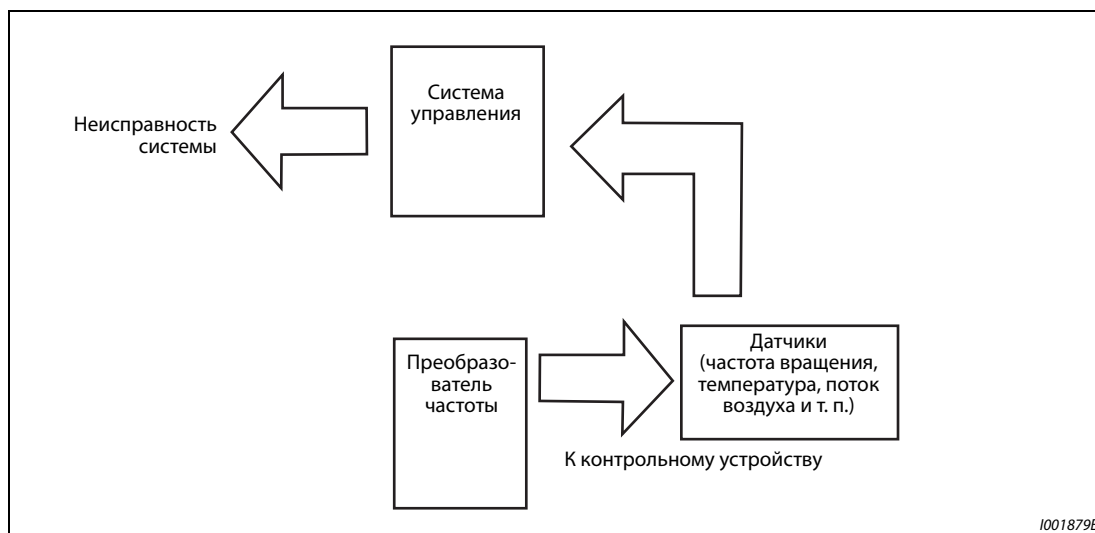 Система
управления
Неисправность
системы
Преобразо-
ватель
частоты
Датчики
(частота вращения,
температура, поток
воздуха и т. п.)
К контрольному устройству
I001879E